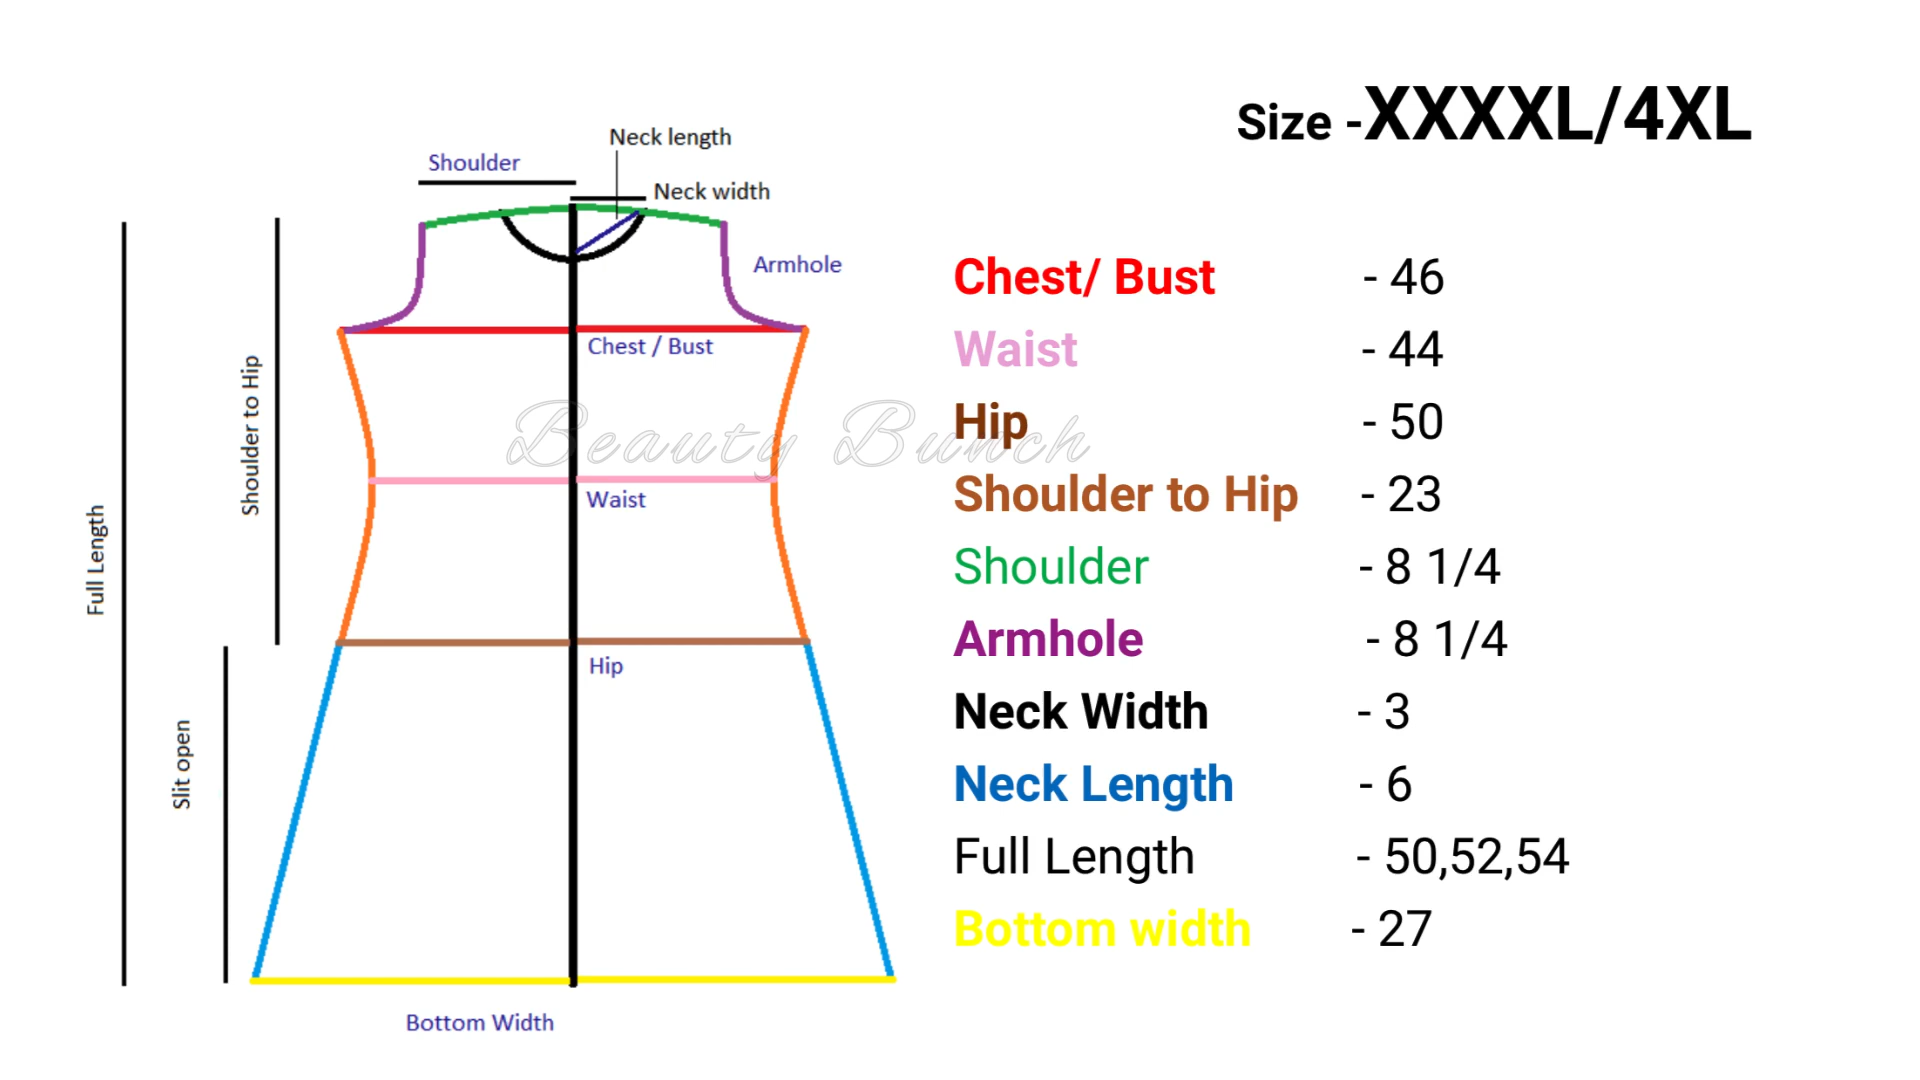 Size -XXXXL/4XL
Neck length
Shoulder
Neck width
Armhole
Chest / Bust
Waist
Hip
Shoulder to Hip
Full Length
Slit open
Bottom Width
Beauty Bunch
Chest/ Bust - 46
Waist - 44
Hip - 50
Shoulder to Hip - 23
Shoulder - 8 1/4
Armhole - 8 1/4
Neck Width - 3
Neck Length - 6
Full Length - 50,52,54
Bottom width - 27